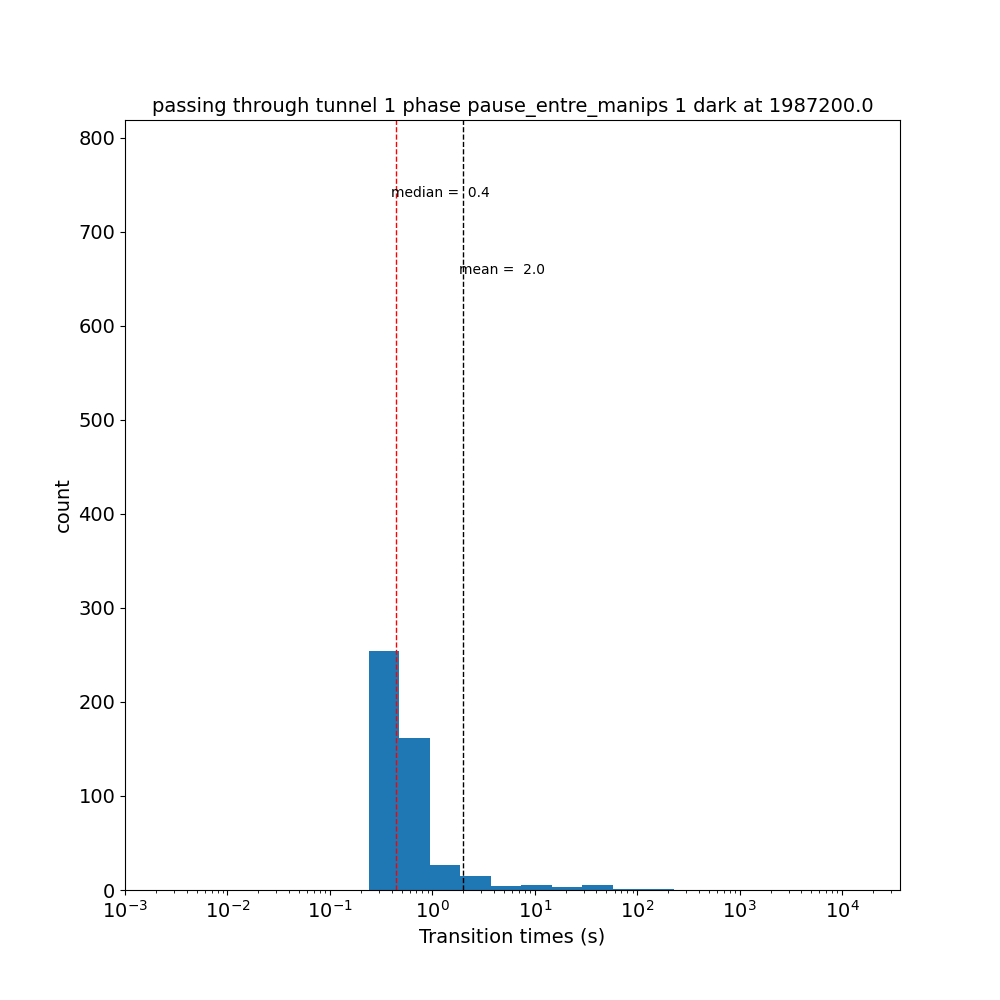 passing through tunnel 1 phase pause_entre_manips 1 dark at 1987200.0
800
700
600
500
400
300
200
100
0
count
median =  0.4
mean =  2.0
10⁻³ 10⁻² 10⁻¹ 10⁰ 10¹ 10² 10³ 10⁴
Transition times (s)